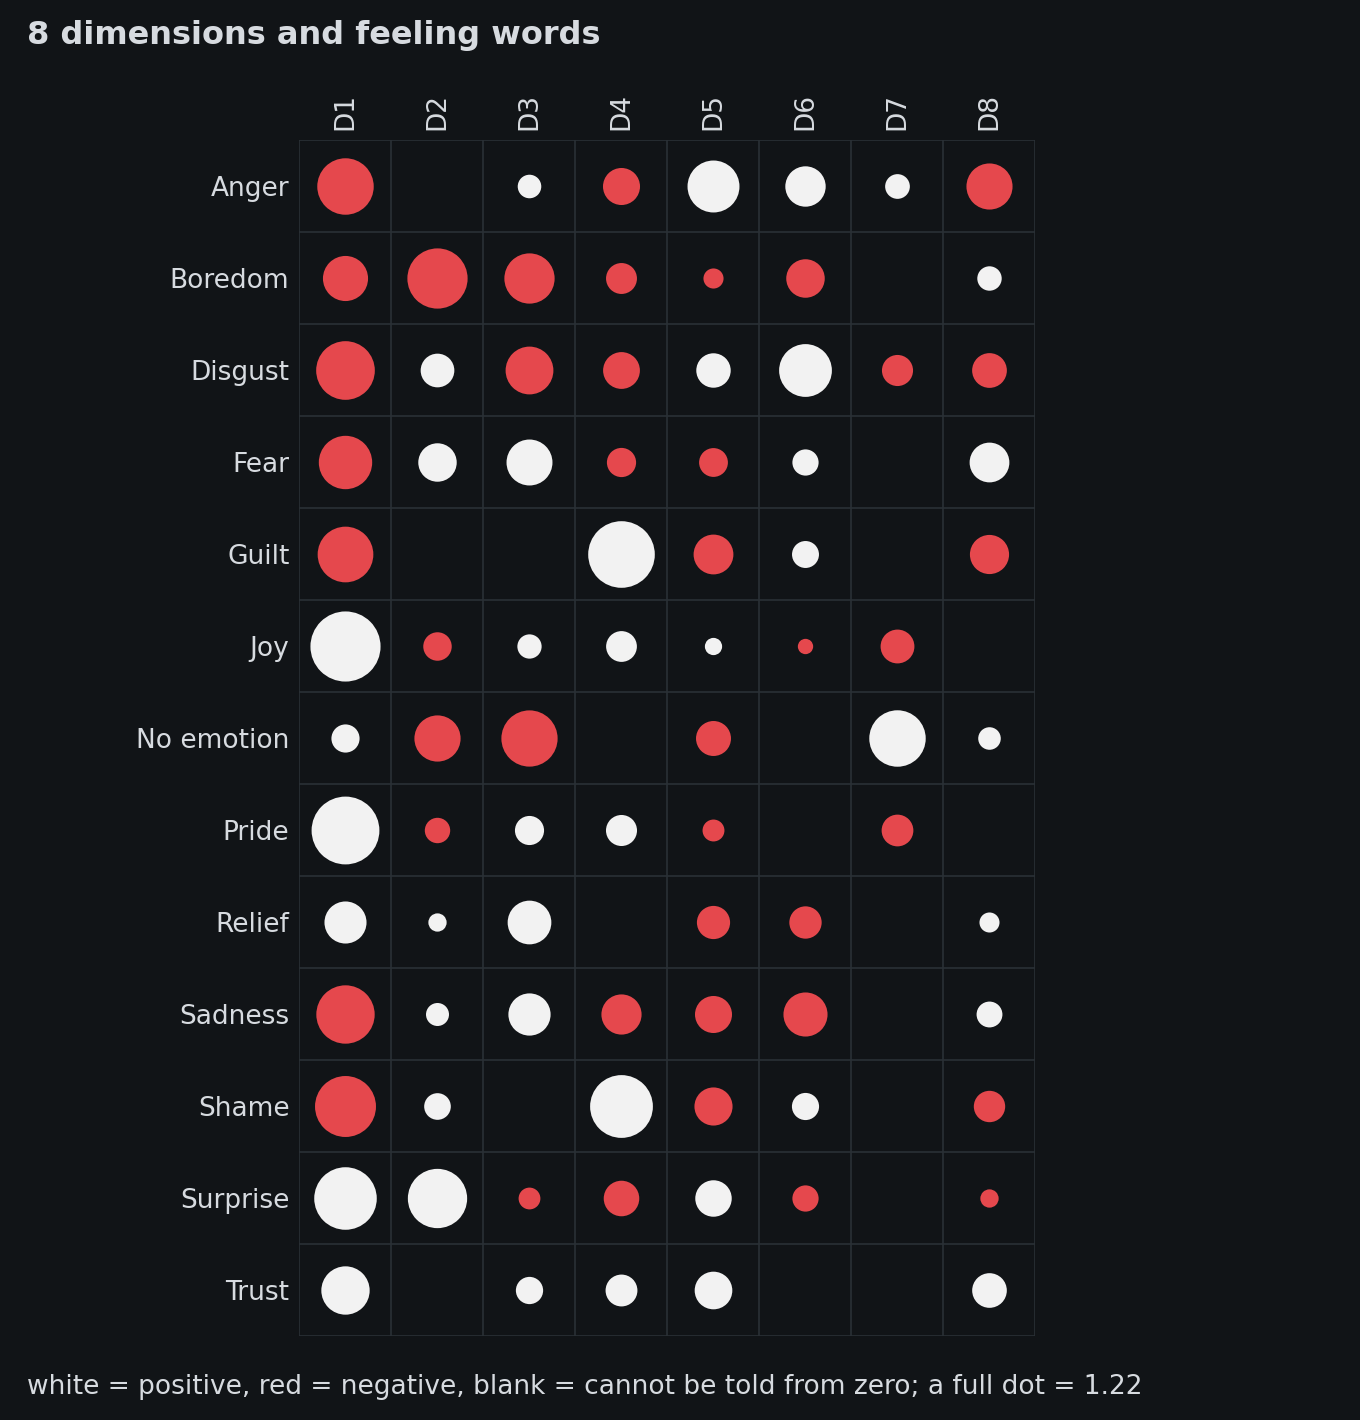 8 dimensions and feeling words
D1 D2 D3 D4 D5 D6 D7 D8
Anger
Boredom
Disgust
Fear
Guilt
Joy
No emotion
Pride
Relief
Sadness
Shame
Surprise
Trust
white = positive, red = negative, blank = cannot be told from zero; a full dot = 1.22